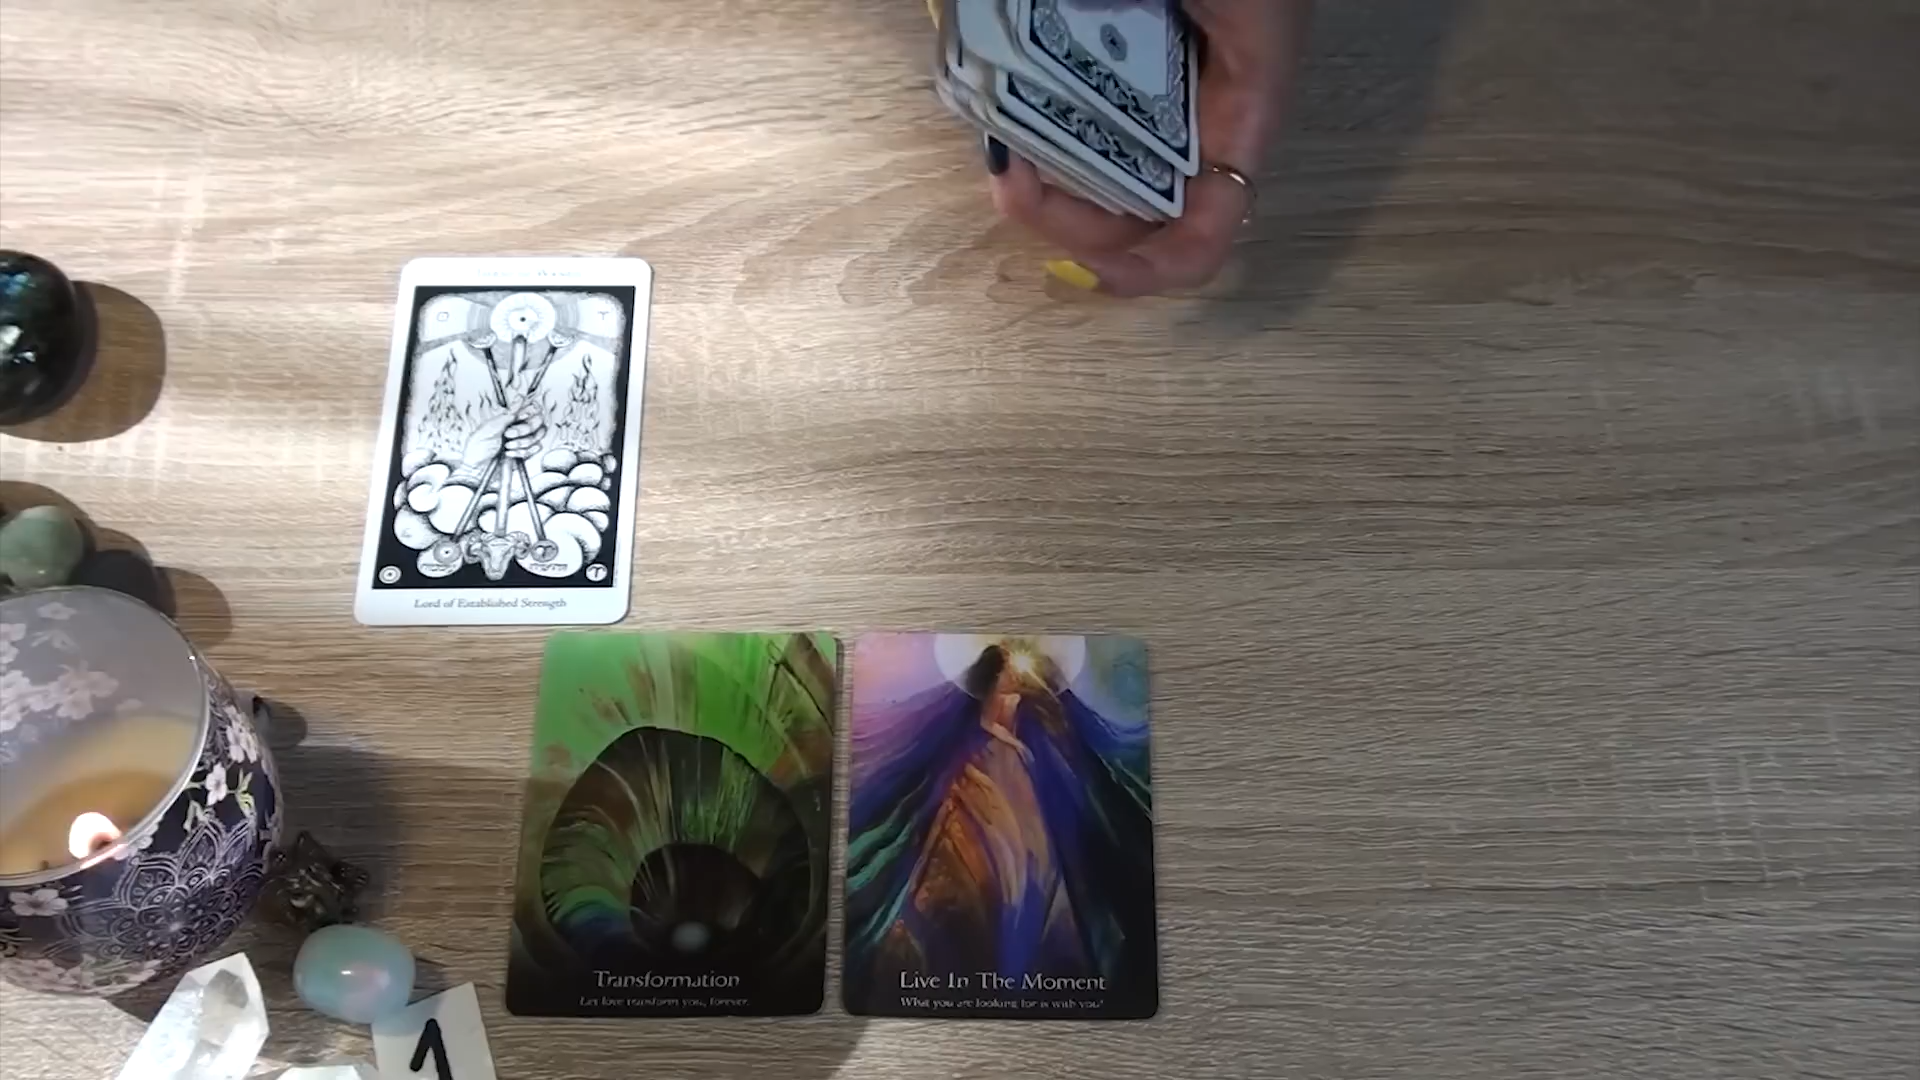 Lord of Established Strength
Transformation
Let love transform you, forever.
Live In The Moment
What you are looking for is with you!
1